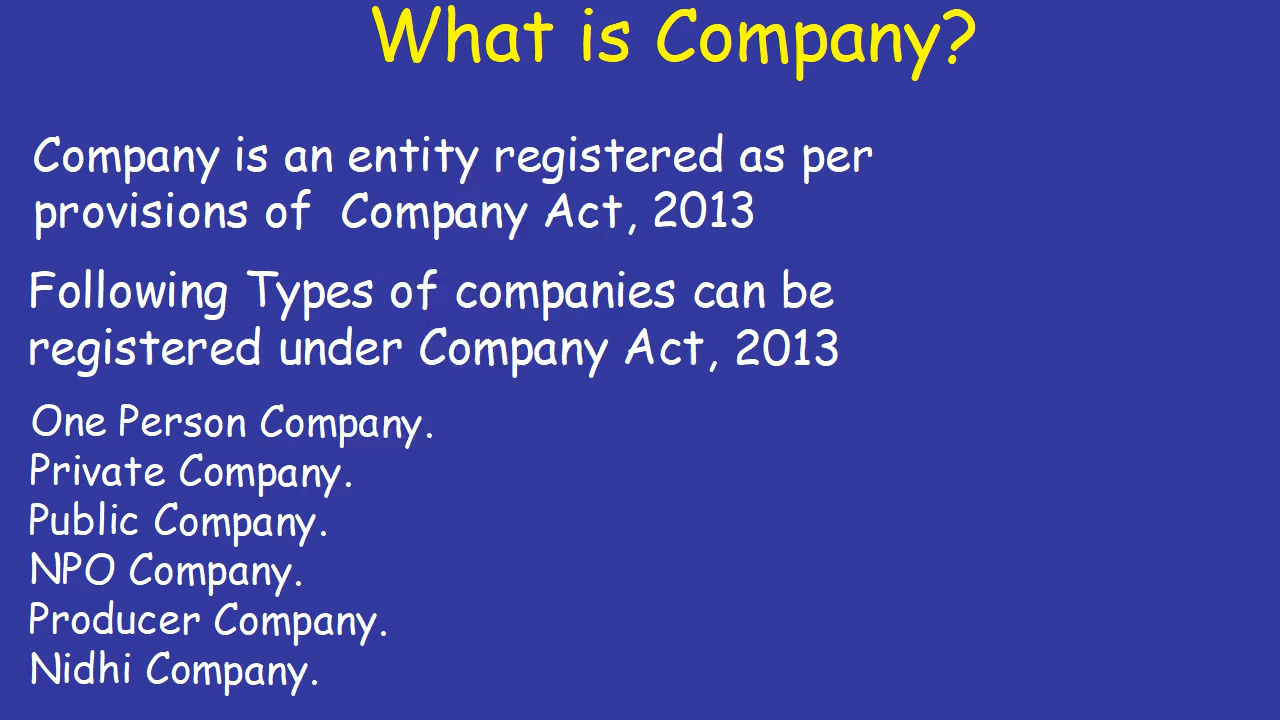 What is Company?
Company is an entity registered as per
provisions of Company Act, 2013
Following Types of companies can be
registered under Company Act, 2013
One Person Company.
Private Company.
Public Company.
NPO Company.
Producer Company.
Nidhi Company.